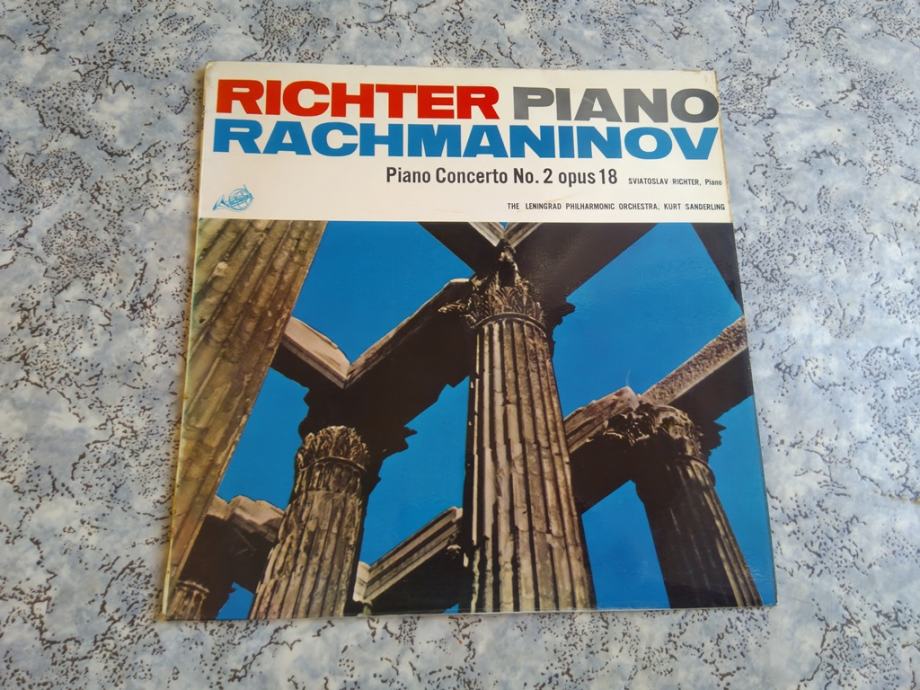 RICHTER PIANO
RACHMANINOV
Piano Concerto No. 2 opus 18 SVIATOSLAV RICHTER, Piano
THE LENINGRAD PHILHARMONIC ORCHESTRA, KURT SANDERLING